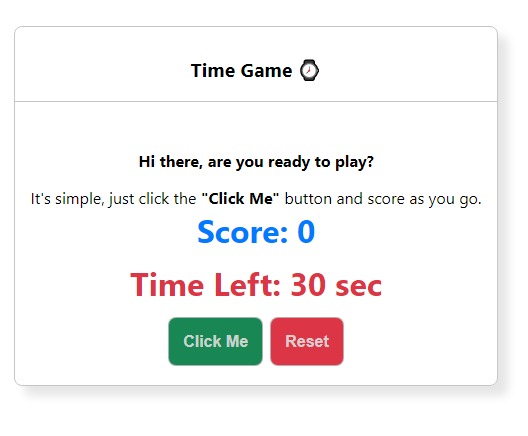 Time Game ⌚
Hi there, are you ready to play?
It's simple, just click the "Click Me" button and score as you go.
Score: 0
Time Left: 30 sec
Click Me Reset